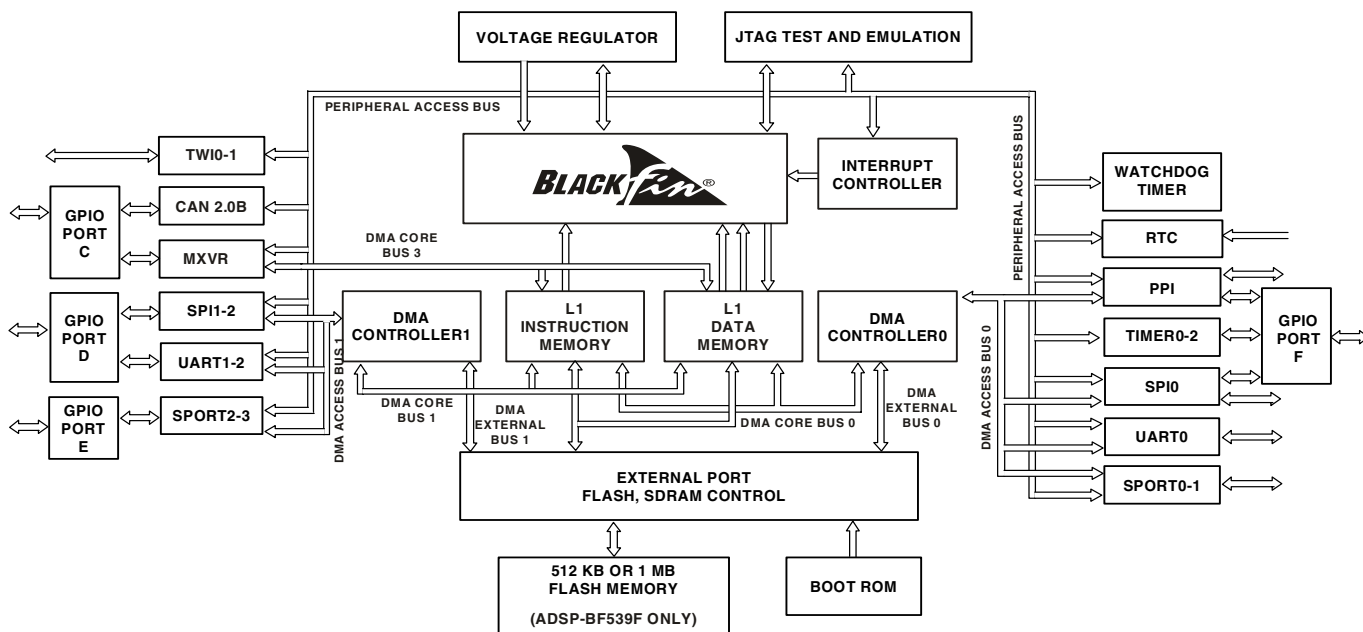 VOLTAGE REGULATOR
JTAG TEST AND EMULATION
PERIPHERAL ACCESS BUS
TWI0-1
CAN 2.0B
MXVR
GPIO
PORT
C
SPI1-2
UART1-2
GPIO
PORT
D
SPORT2-3
GPIO
PORT
E
BLACKfin®
INTERRUPT
CONTROLLER
DMA CORE
BUS 3
DMA
CONTROLLER1
L1
INSTRUCTION
MEMORY
L1
DATA
MEMORY
DMA
CONTROLLER0
DMA ACCESS BUS 1
DMA CORE
BUS 1
DMA
EXTERNAL
BUS 1
DMA CORE BUS 0
DMA
EXTERNAL
BUS 0
PERIPHERAL ACCESS BUS
DMA ACCESS BUS 0
WATCHDOG
TIMER
RTC
PPI
TIMER0-2
SPI0
UART0
SPORT0-1
GPIO
PORT
F
EXTERNAL PORT
FLASH, SDRAM CONTROL
512 KB OR 1 MB
FLASH MEMORY
(ADSP-BF539F ONLY)
BOOT ROM